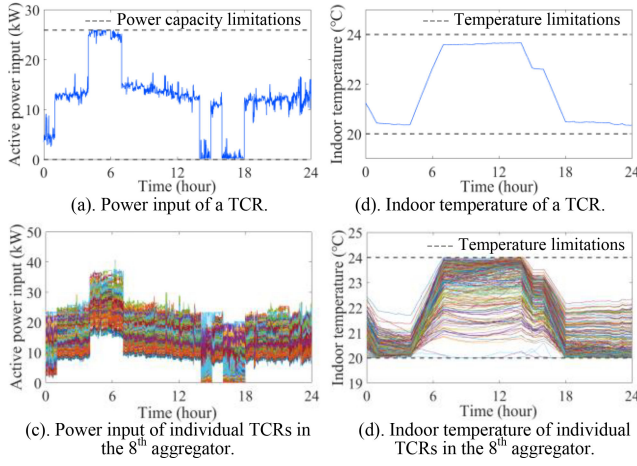 Power capacity limitations
Active power input (kW)
30
20
10
0
0 6 12 18 24
Time (hour)
(a). Power input of a TCR.
Temperature limitations
Indoor temperature (°C)
24
22
20
0 6 12 18 24
Time (hour)
(d). Indoor temperature of a TCR.
Active power input (kW)
50
40
30
20
10
0
0 6 12 18 24
Time (hour)
(c). Power input of individual TCRs in
the 8th aggregator.
Temperature limitations
Indoor temperature (°C)
25
24
23
22
21
20
19
0 6 12 18 24
Time (hour)
(d). Indoor temperature of individual
TCRs in the 8th aggregator.